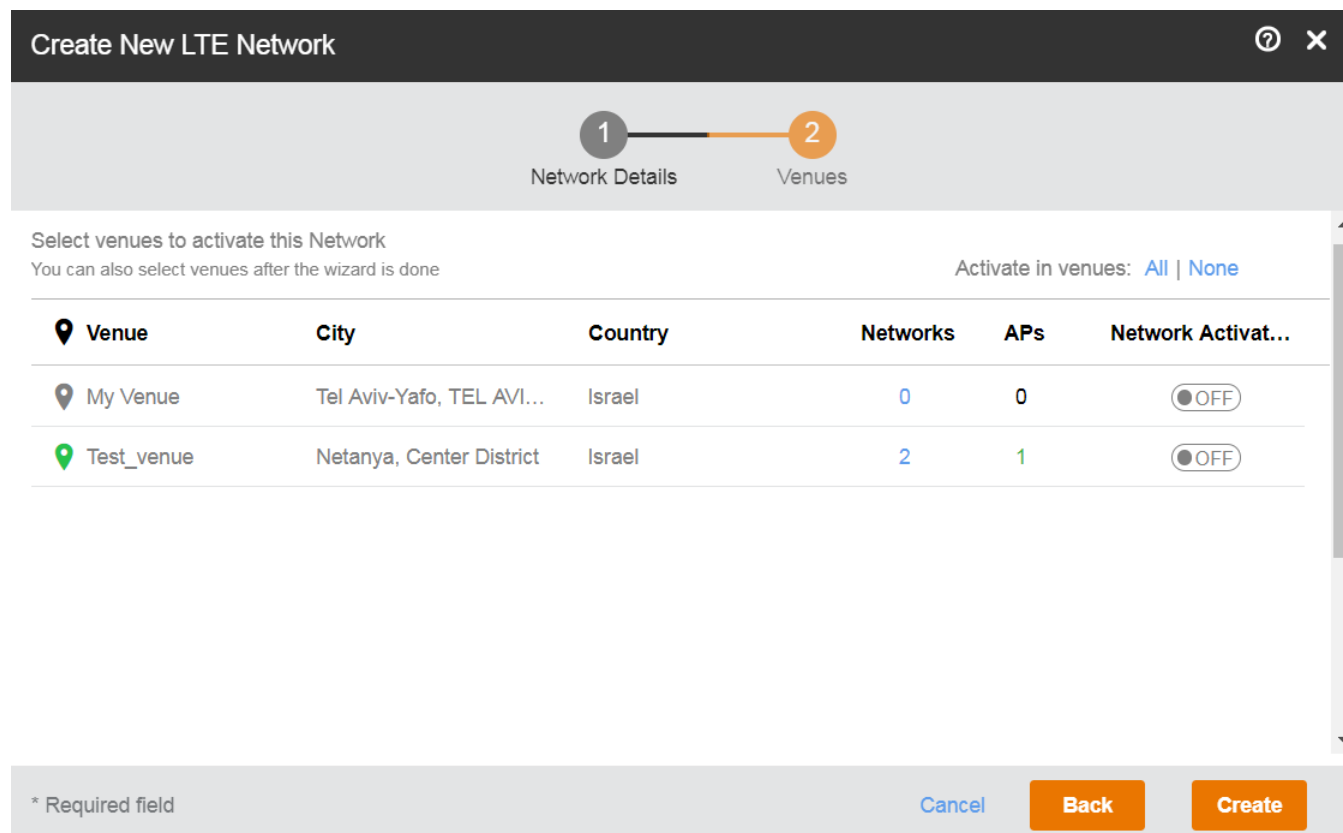 Create New LTE Network
1 2
Network Details Venues
Select venues to activate this Network
You can also select venues after the wizard is done
Activate in venues: All | None
Venue City Country Networks APs Network Activat...
My Venue Tel Aviv-Yafo, TEL AVI... Israel 0 0 OFF
Test_venue Netanya, Center District Israel 2 1 OFF
* Required field Cancel Back Create